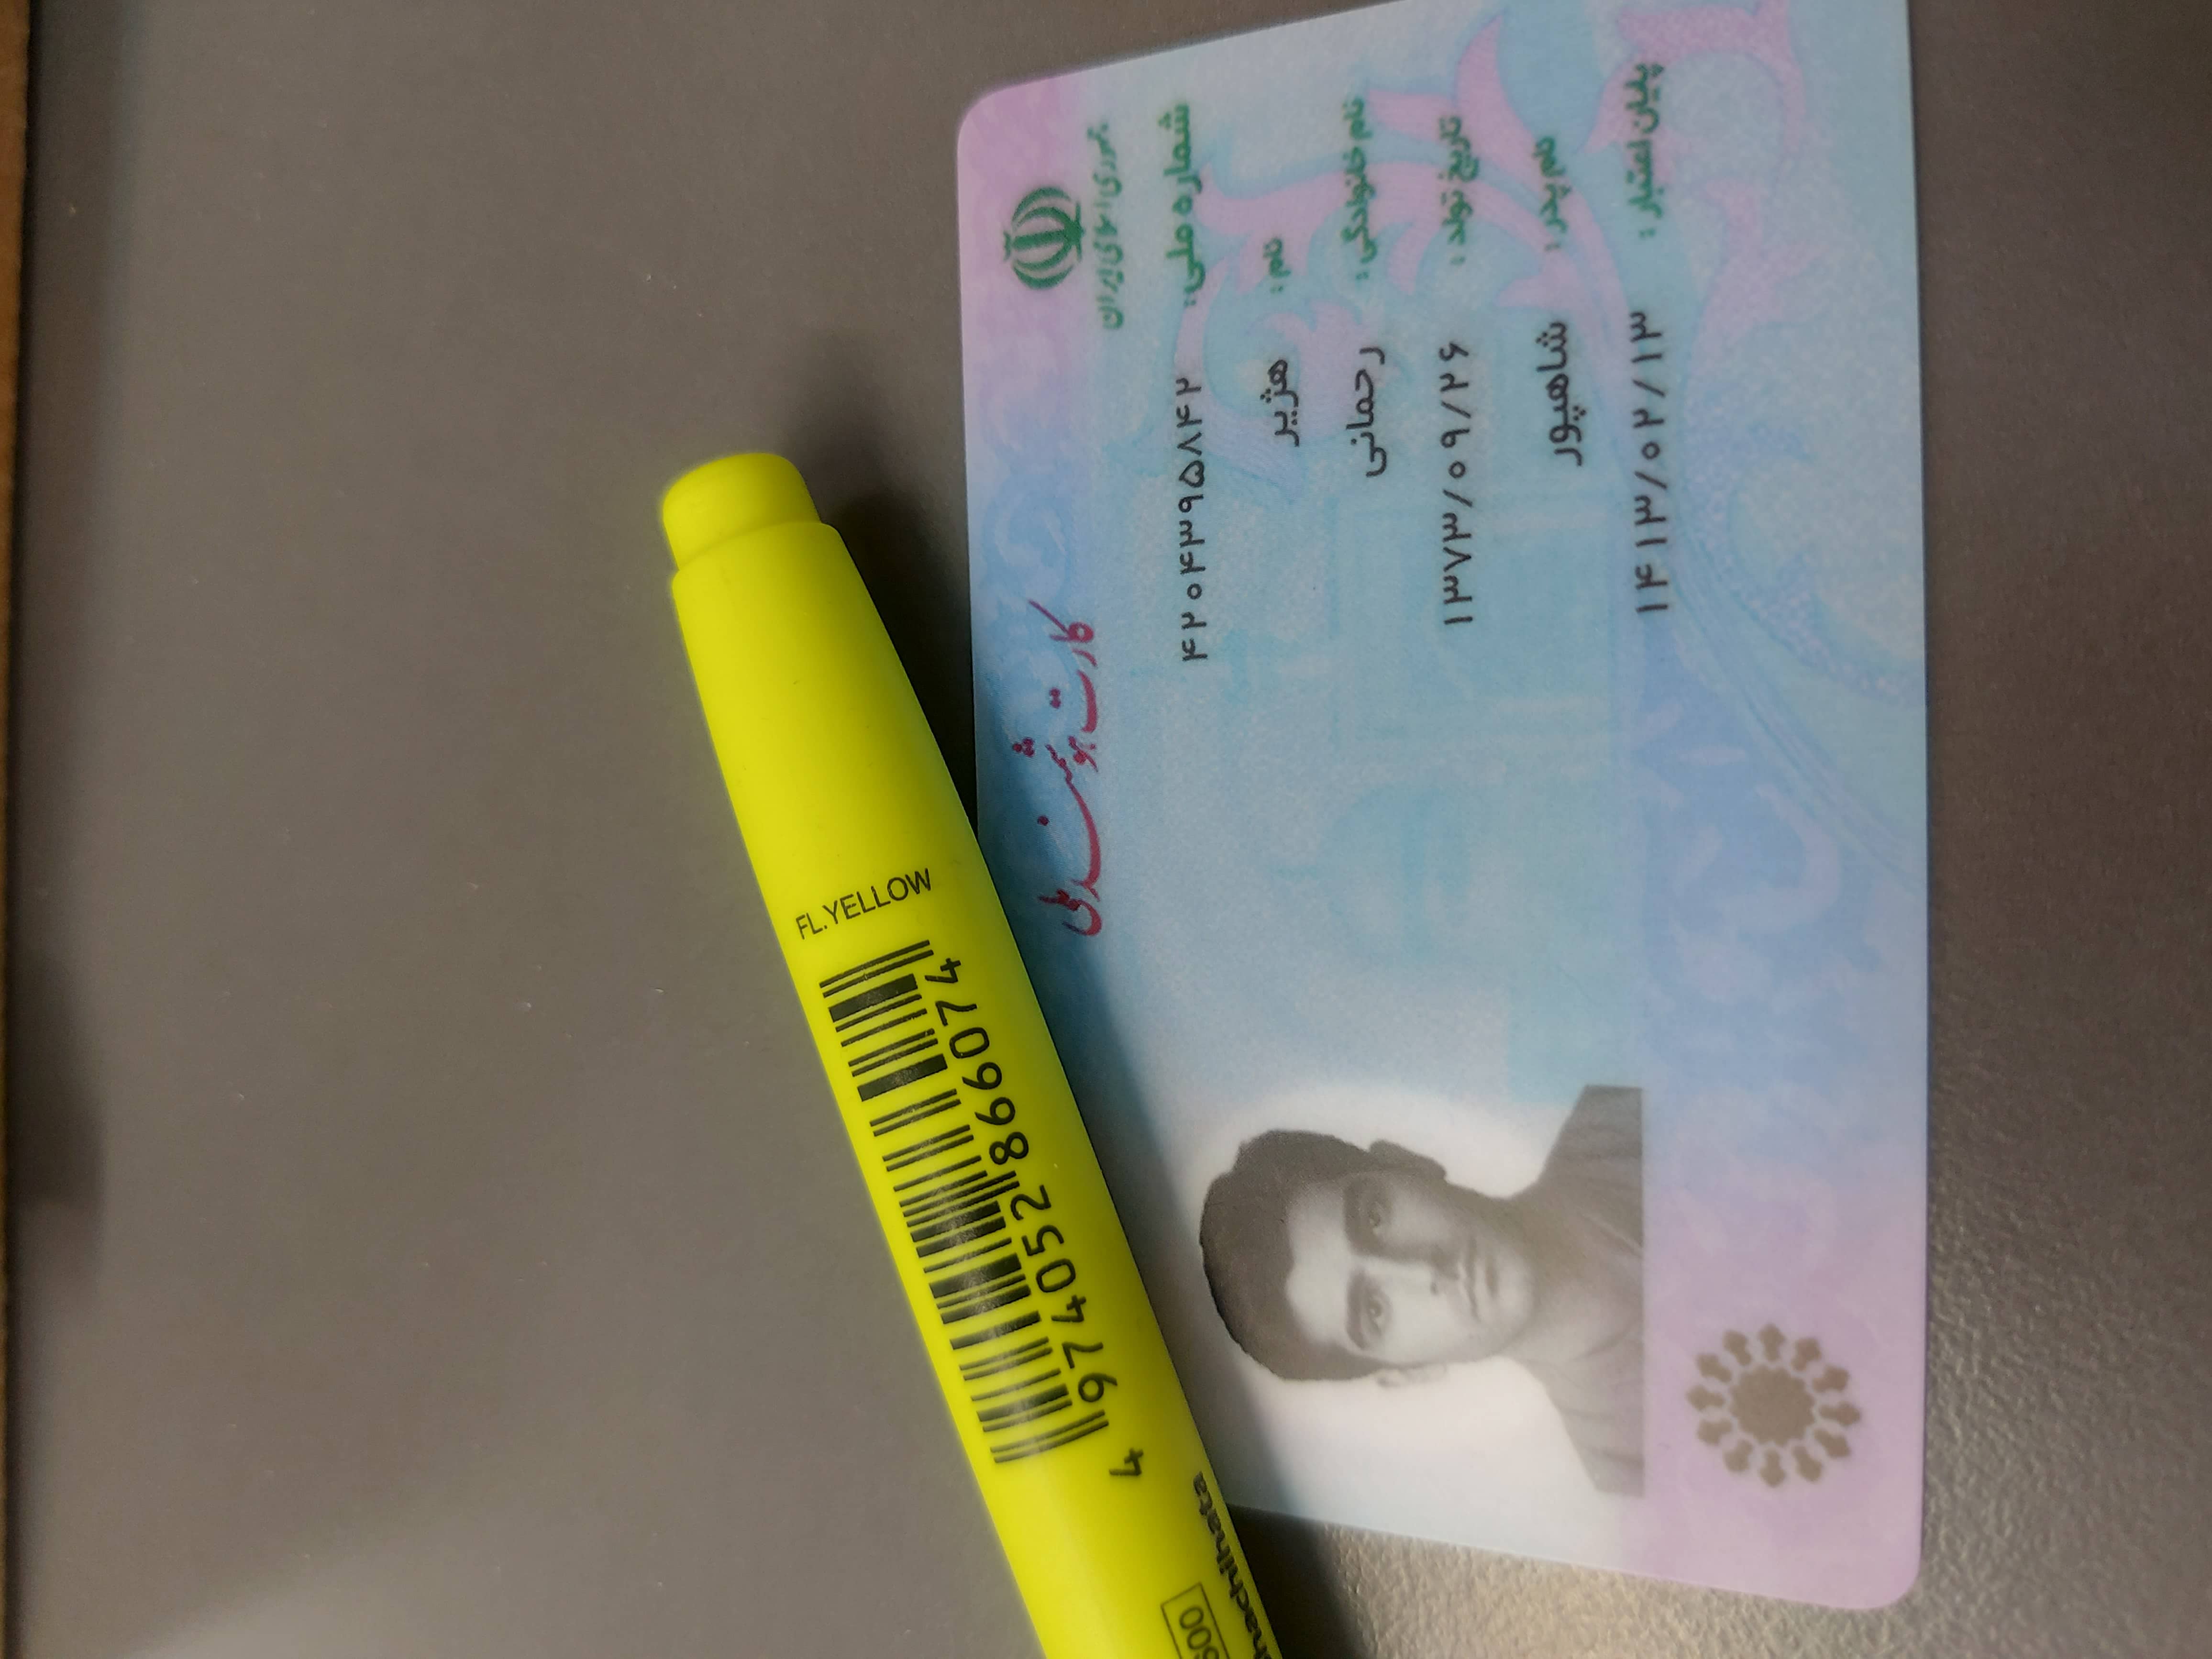 جمهوری اسلامی ایران
کارت هوشمند ملی
شماره ملی: ۴۲۰۴۳۹۵۸۴۲
نام: هژیر
نام خانوادگی: رحمانی
تاریخ تولد: ۱۳۷۳/۰۹/۲۶
نام پدر: شاهپور
پایان اعتبار: ۱۴۱۳/۰۲/۱۳
FL.YELLOW
4 974052 866074